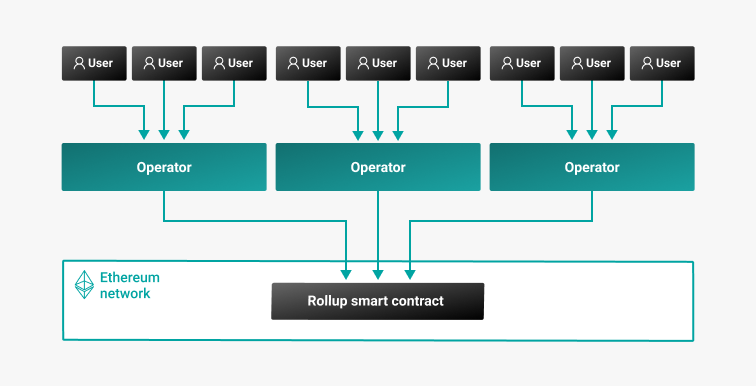 User
User
User
User
User
User
User
User
User
Operator
Operator
Operator
Ethereum
network
Rollup smart contract